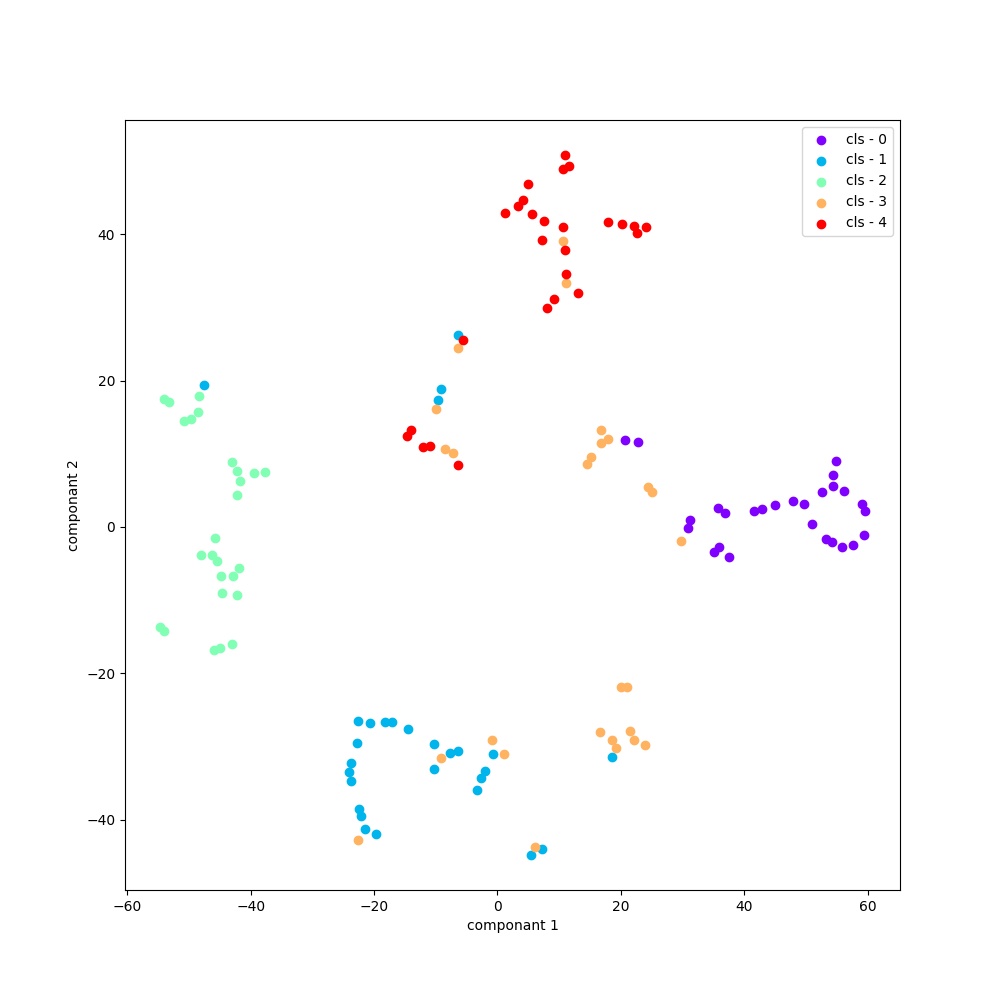 cls - 0
cls - 1
cls - 2
cls - 3
cls - 4
40
20
0
−20
−40
componant 2
−60
−40
−20
0
20
40
60
componant 1